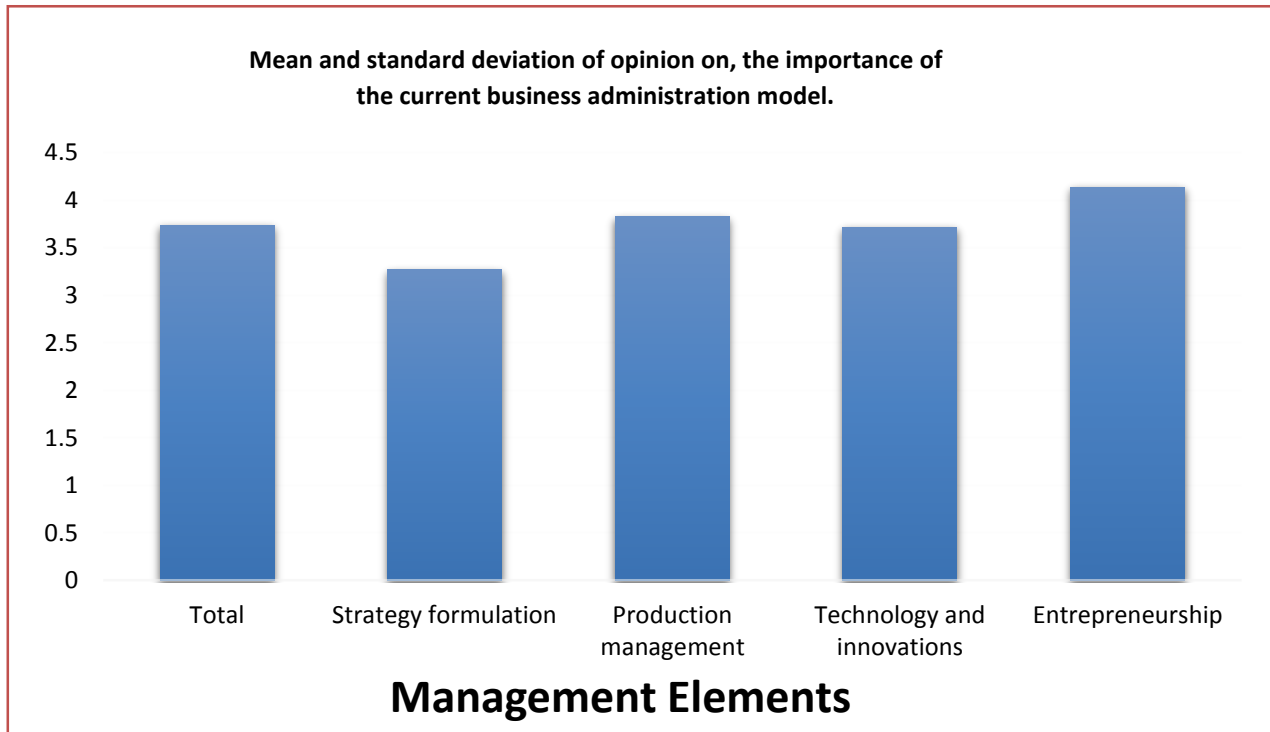 Mean and standard deviation of opinion on, the importance of
the current business administration model.
4.5
4
3.5
3
2.5
2
1.5
1
0.5
0
Total
Strategy formulation
Production
management
Technology and
innovations
Entrepreneurship
Management Elements